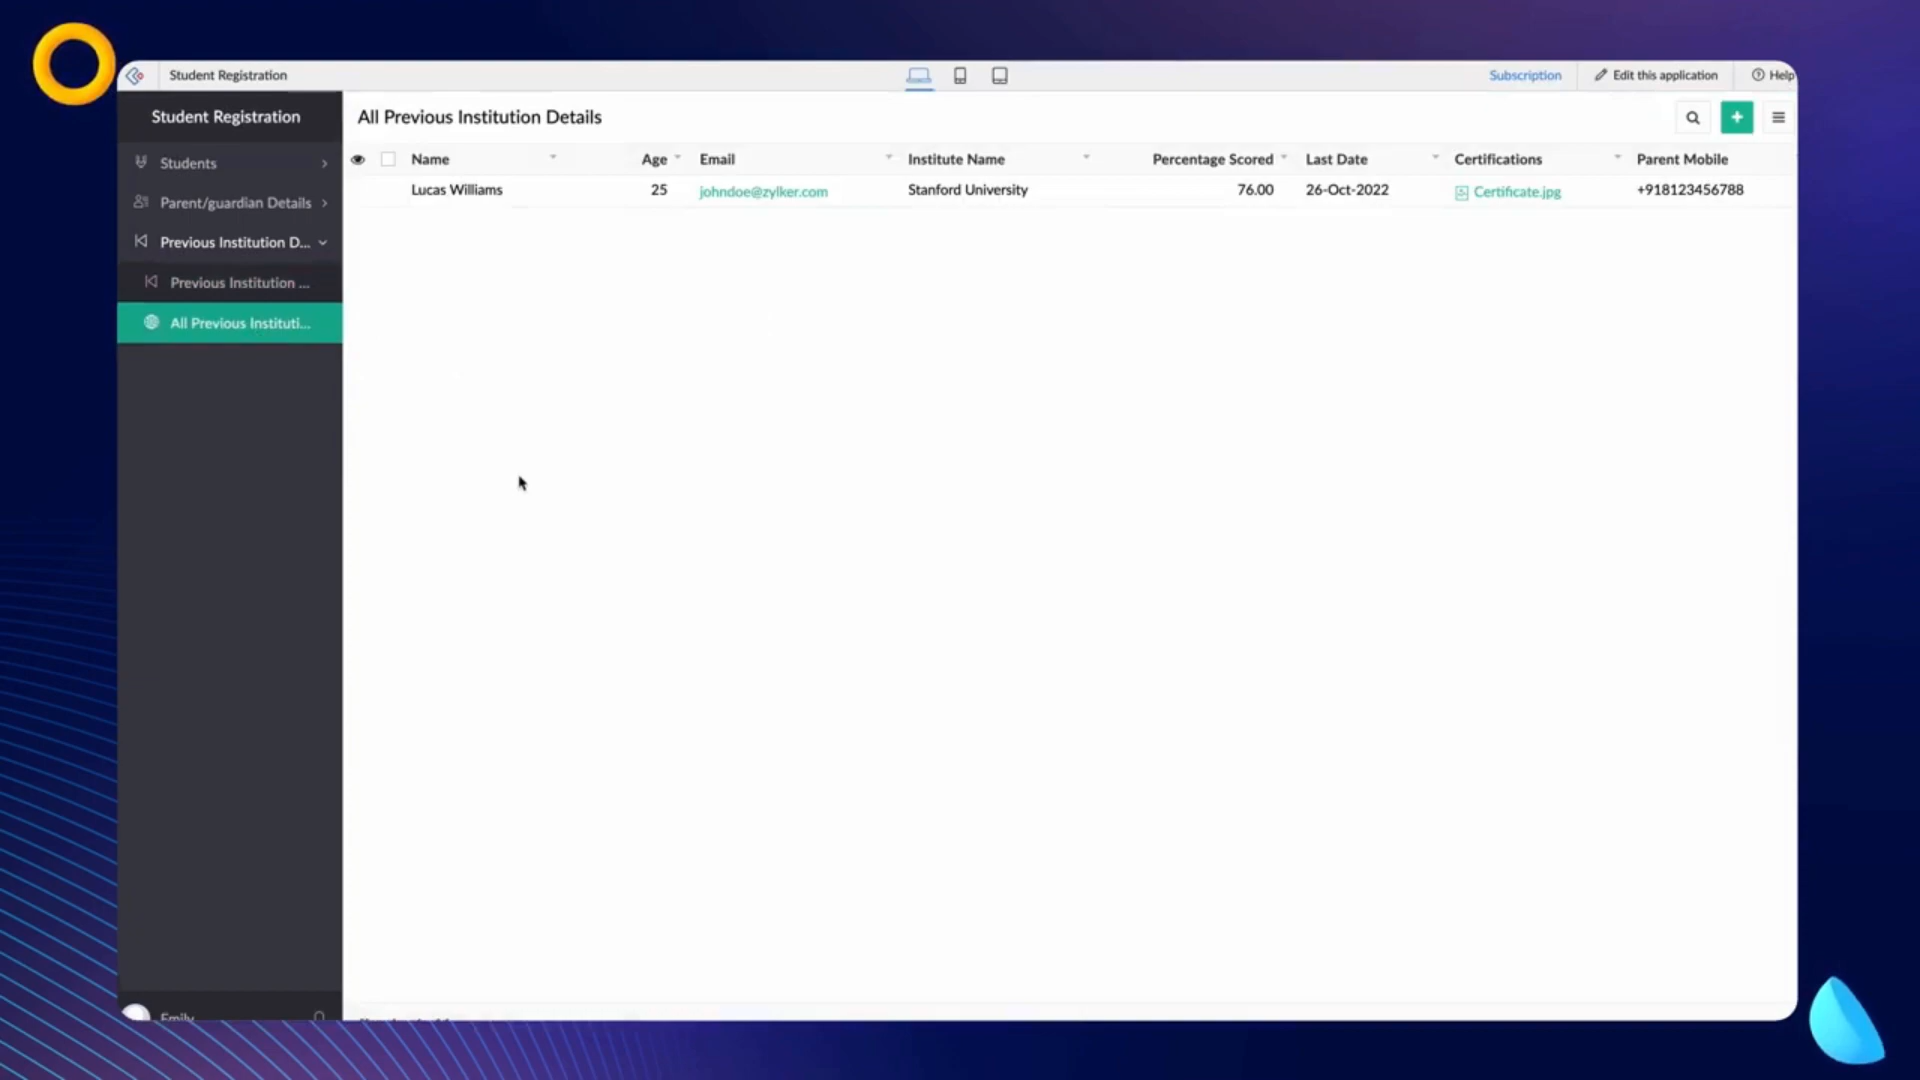 Student Registration
Subscription
Edit this application
Help
Student Registration
Students
Parent/guardian Details
Previous Institution D...
Previous Institution ...
All Previous Instituti...
Emily
All Previous Institution Details
Name Age Email Institute Name Percentage Scored Last Date Certifications Parent Mobile
Lucas Williams 25 johndoe@zylker.com Stanford University 76.00 26-Oct-2022 Certificate.jpg +918123456788